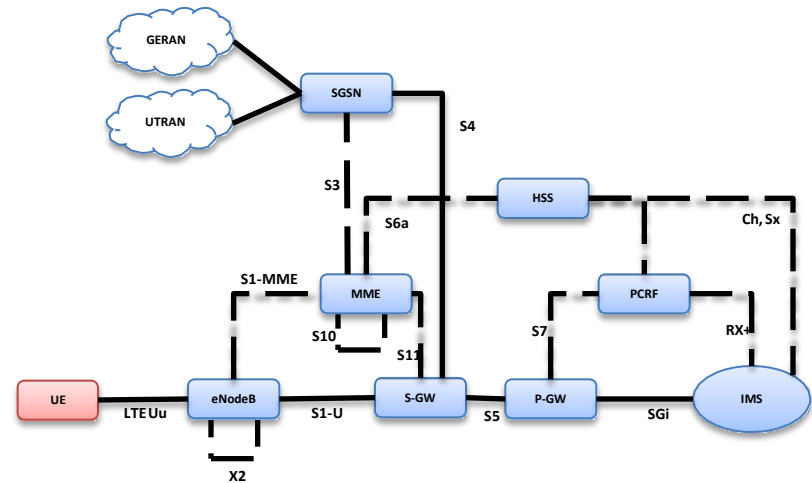 GERAN
SGSN
UTRAN
S4
S3
HSS
S6a
Ch, Sx
S1-MME
MME
PCRF
S10
S7
RX+
S11
UE
eNodeB
S-GW
P-GW
IMS
LTE Uu
S1-U
S5
SGi
X2